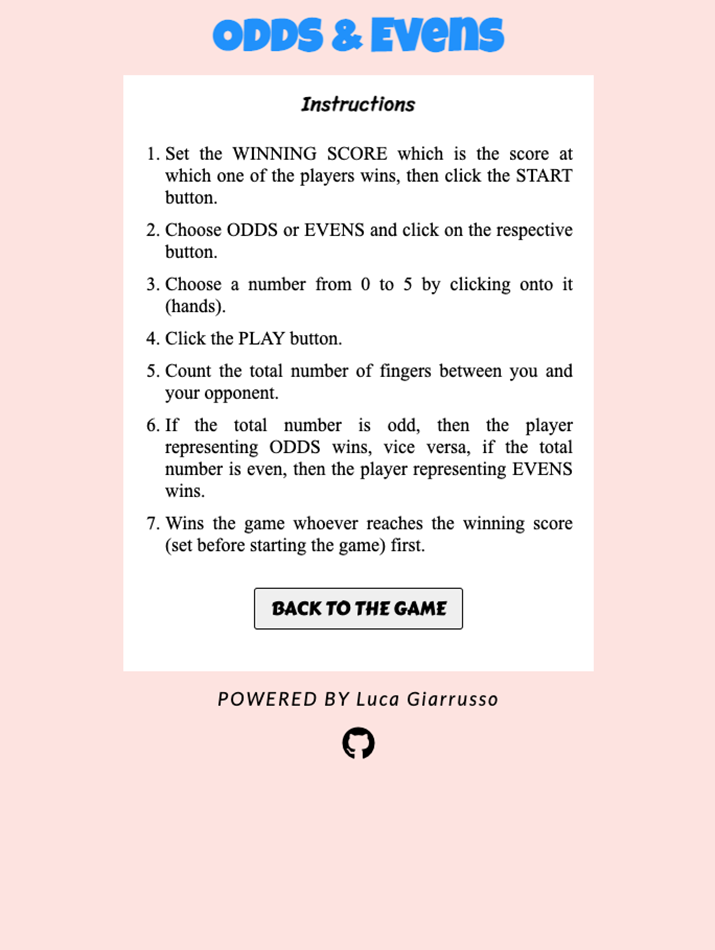 ODDS & EVENS
Instructions
1. Set the WINNING SCORE which is the score at
which one of the players wins, then click the START
button.
2. Choose ODDS or EVENS and click on the respective
button.
3. Choose a number from 0 to 5 by clicking onto it
(hands).
4. Click the PLAY button.
5. Count the total number of fingers between you and
your opponent.
6. If the total number is odd, then the player
representing ODDS wins, vice versa, if the total
number is even, then the player representing EVENS
wins.
7. Wins the game whoever reaches the winning score
(set before starting the game) first.
BACK TO THE GAME
POWERED BY Luca Giarrusso